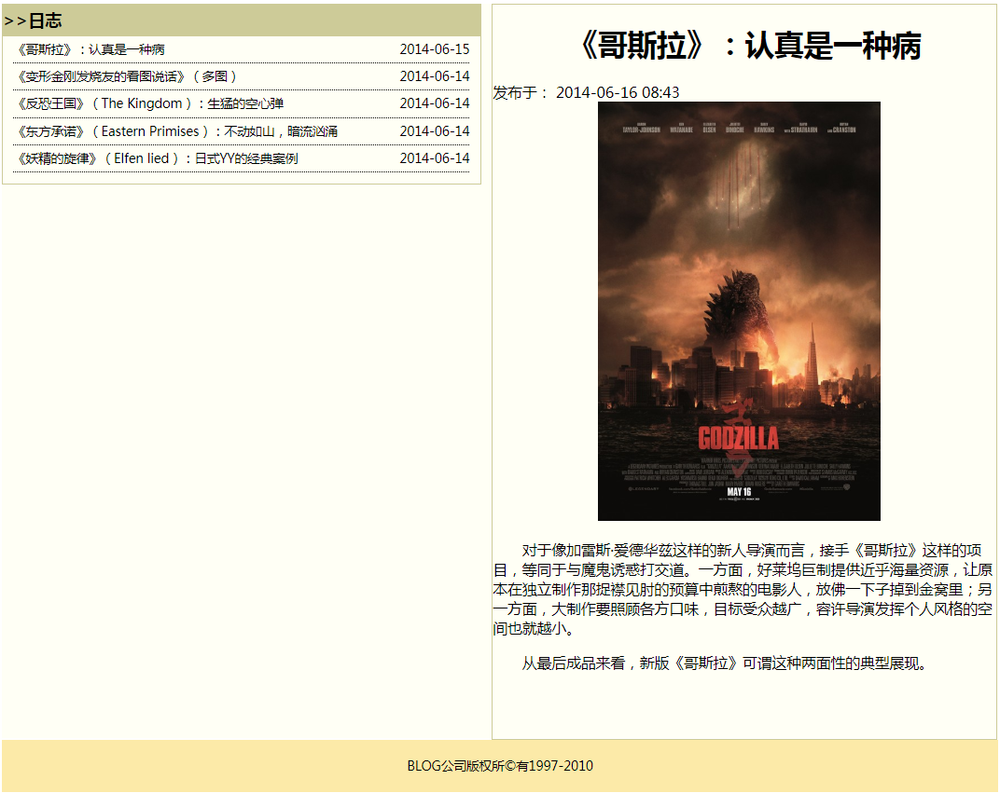 >>日志
《哥斯拉》：认真是一种病 2014-06-15
《变形金刚发烧友的看图说话》（多图） 2014-06-14
《反恐王国》（The Kingdom）：生猛的空心弹 2014-06-14
《东方承诺》（Eastern Primises）：不动如山，暗流汹涌 2014-06-14
《妖精的旋律》（Elfen lied）：日式YY的经典案例 2014-06-14
《哥斯拉》：认真是一种病
发布于： 2014-06-16 08:43
TAYLOR-JOHNSON WATANABE OLSEN BINOCHE HAWKINS STRATHAIRN CRANSTON
GODZILLA
MAY 16
对于像加雷斯·爱德华兹这样的新人导演而言，接手《哥斯拉》这样的项
目，等同于与魔鬼诱惑打交道。一方面，好莱坞巨制提供近乎海量资源，让原
本在独立制作那捉襟见肘的预算中煎熬的电影人，放佛一下子掉到金窝里；另
一方面，大制作要照顾各方口味，目标受众越广，容许导演发挥个人风格的空
间也就越小。
从最后成品来看，新版《哥斯拉》可谓这种两面性的典型展现。
BLOG公司版权所©有1997-2010